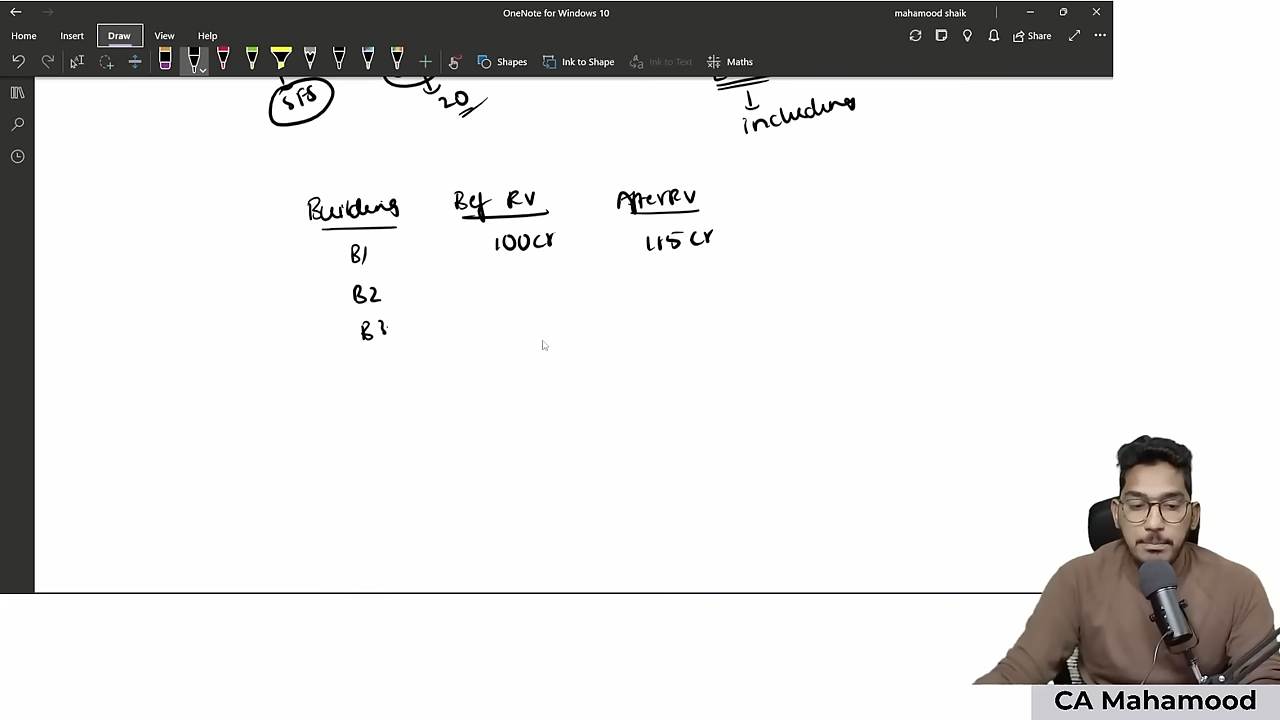 OneNote for Windows 10
mahamood shaik
Home Insert Draw View Help
Share
Shapes
Ink to Shape
Ink to Text
Maths
SFS
20
including
Building Bef RV After RV
B1 100Cr 115 Cr
B2
B3
CA Mahamood